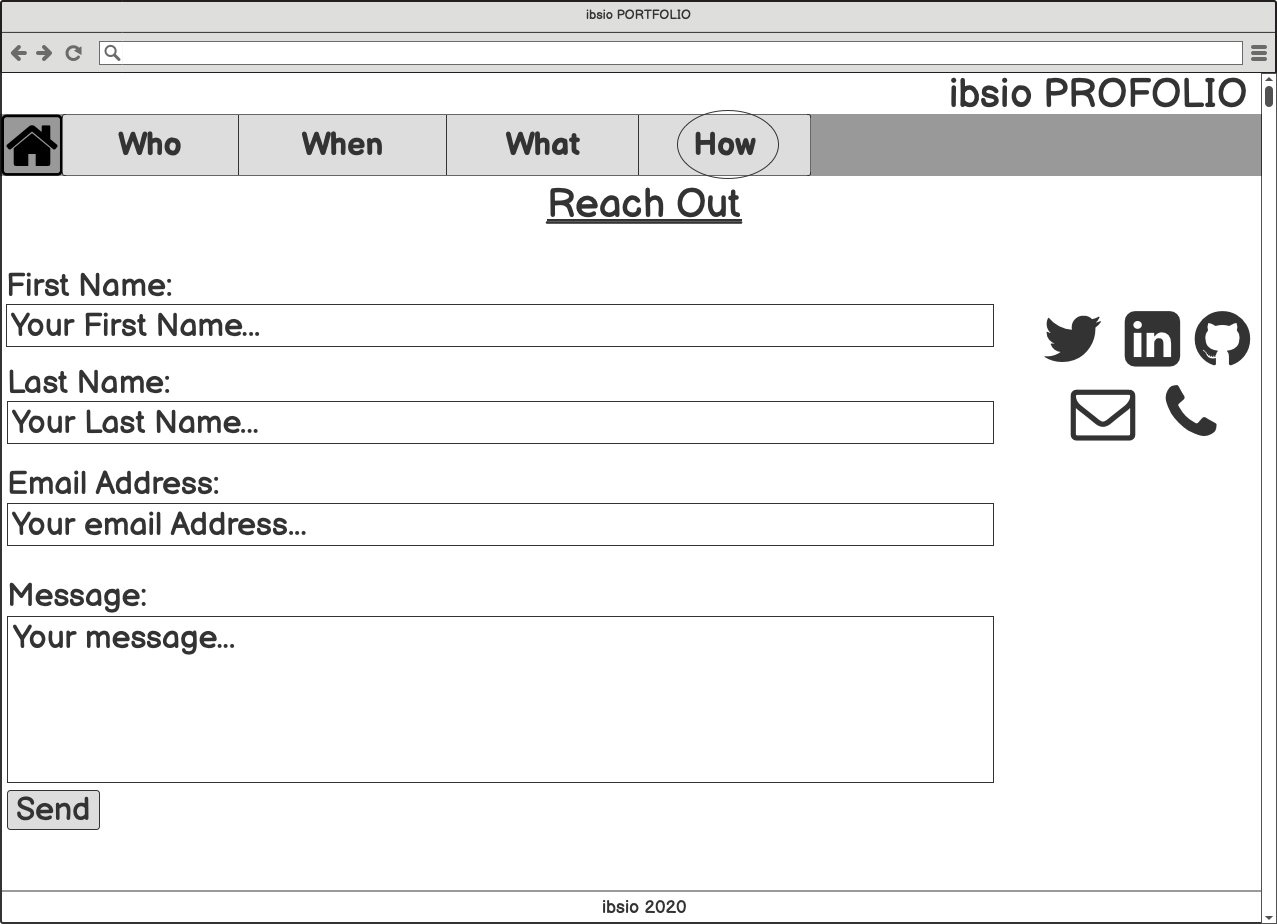 ibsio PORTFOLIO
ibsio PROFOLIO
Who When What How
Reach Out
First Name:
Your First Name...
Last Name:
Your Last Name...
Email Address:
Your email Address...
Message:
Your message...
Send
ibsio 2020